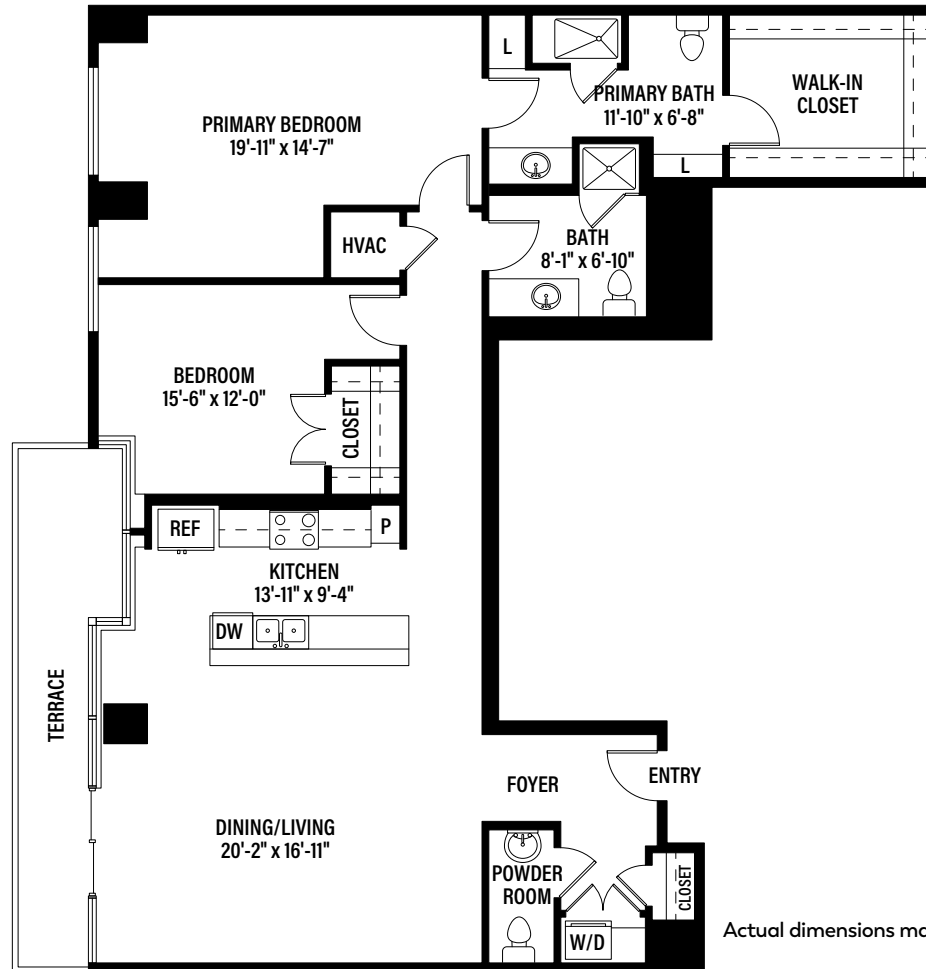 L
PRIMARY BATH
11'-10" x 6'-8"
WALK-IN
CLOSET
PRIMARY BEDROOM
19'-11" x 14'-7"
L
HVAC
BATH
8'-1" x 6'-10"
BEDROOM
15'-6" x 12'-0"
CLOSET
REF
P
KITCHEN
13'-11" x 9'-4"
DW
TERRACE
FOYER
ENTRY
DINING/LIVING
20'-2" x 16'-11"
POWDER
ROOM
CLOSET
W/D
Actual dimensions